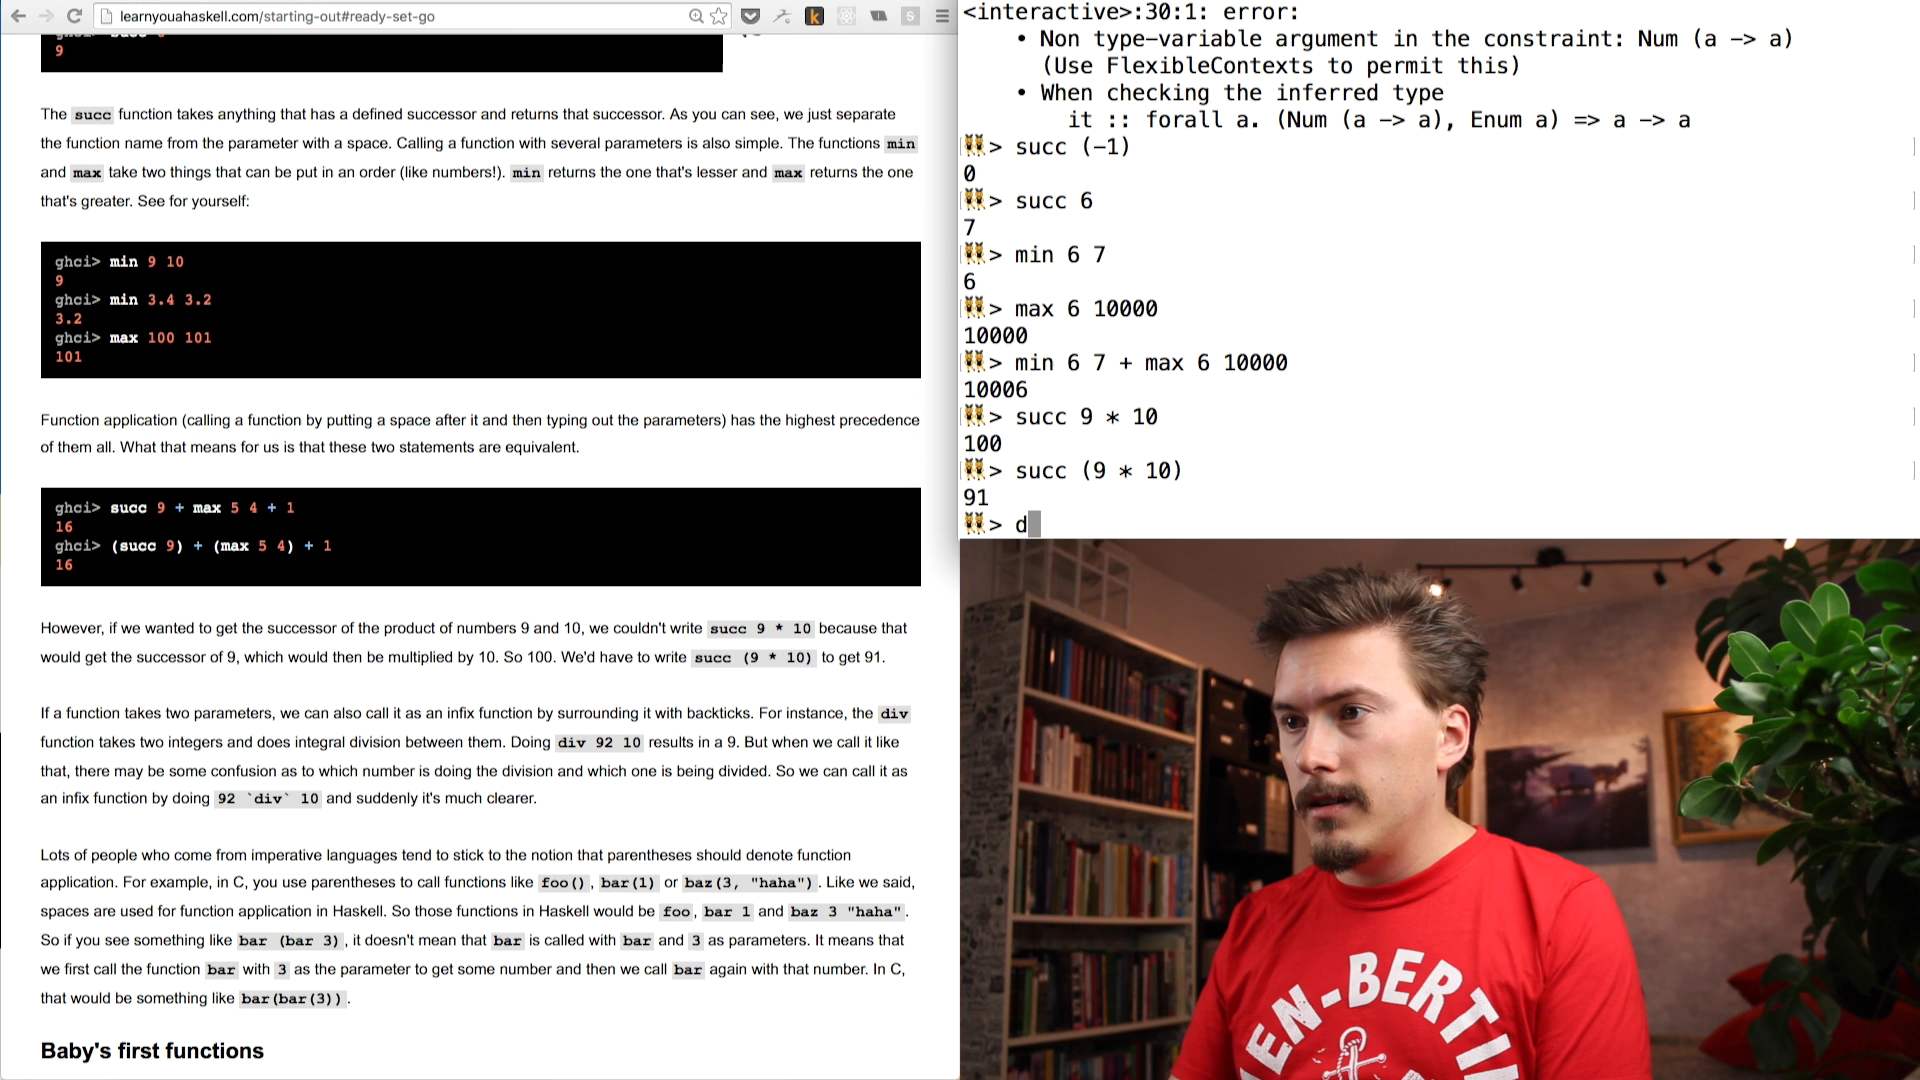 learnyouahaskell.com/starting-out#ready-set-go
9
The succ function takes anything that has a defined successor and returns that successor. As you can see, we just separate
the function name from the parameter with a space. Calling a function with several parameters is also simple. The functions min
and max take two things that can be put in an order (like numbers!). min returns the one that's lesser and max returns the one
that's greater. See for yourself:
ghci> min 9 10
9
ghci> min 3.4 3.2
3.2
ghci> max 100 101
101
Function application (calling a function by putting a space after it and then typing out the parameters) has the highest precedence
of them all. What that means for us is that these two statements are equivalent.
ghci> succ 9 + max 5 4 + 1
16
ghci> (succ 9) + (max 5 4) + 1
16
However, if we wanted to get the successor of the product of numbers 9 and 10, we couldn't write succ 9 * 10 because that
would get the successor of 9, which would then be multiplied by 10. So 100. We'd have to write succ (9 * 10) to get 91.
If a function takes two parameters, we can also call it as an infix function by surrounding it with backticks. For instance, the div
function takes two integers and does integral division between them. Doing div 92 10 results in a 9. But when we call it like
that, there may be some confusion as to which number is doing the division and which one is being divided. So we can call it as
an infix function by doing 92 `div` 10 and suddenly it's much clearer.
Lots of people who come from imperative languages tend to stick to the notion that parentheses should denote function
application. For example, in C, you use parentheses to call functions like foo(), bar(1) or baz(3, "haha"). Like we said,
spaces are used for function application in Haskell. So those functions in Haskell would be foo, bar 1 and baz 3 "haha".
So if you see something like bar (bar 3), it doesn't mean that bar is called with bar and 3 as parameters. It means that
we first call the function bar with 3 as the parameter to get some number and then we call bar again with that number. In C,
that would be something like bar(bar(3)).
Baby's first functions
<interactive>:30:1: error:
• Non type-variable argument in the constraint: Num (a -> a)
(Use FlexibleContexts to permit this)
• When checking the inferred type
it :: forall a. (Num (a -> a), Enum a) => a -> a
> succ (-1)
0
> succ 6
7
> min 6 7
6
> max 6 10000
10000
> min 6 7 + max 6 10000
10006
> succ 9 * 10
100
> succ (9 * 10)
91
> d
EN-BERTI